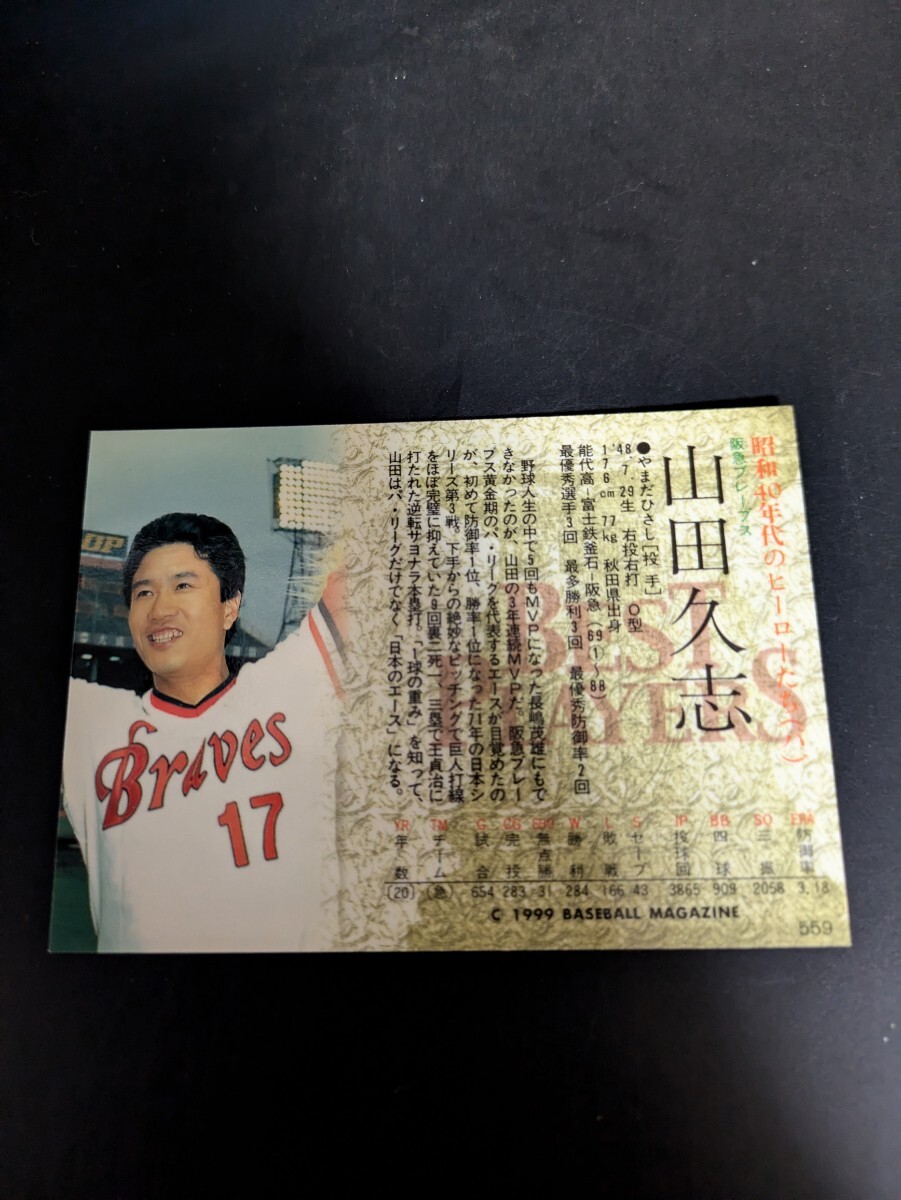 昭和40年代のヒーローたち(パ)
阪急ブレーブス
山田久志
●やまだひさし[投 手]
'48.7.29生 右投右打 O型
176cm 77kg 秋田県出身
能代高−富士鉄釜石−阪急('69〜'88)
最優秀選手3回 最多勝利3回 最優秀防御率2回
野球人生の中で5回もMVPになった長嶋茂雄にもで
きなかったのが、山田の3年連続MVPだ。阪急ブレー
ブス黄金期の、パ・リーグを代表するエースが目覚めたの
が、初めて防御率1位、勝率1位になった71年の日本シ
リーズ第3戦。下手からの絶妙なピッチングで巨人打線
をほぼ完璧に抑えていた9回裏二死一、三塁で王貞治に
打たれた逆転サヨナラ本塁打。「1球の重み」を知って、
山田はパ・リーグだけでなく「日本のエース」になる。
BEST
PLAYERS
Braves
17
YR TM G CG W L S IP BB SO ERA
年数 チーム 試合 完投 無点勝 勝利 敗戦 セーブ 投球回 四球 三振 防御率
(20) (急) 654 283 31 284 166 43 3865 909 2058 3.18
C 1999 BASEBALL MAGAZINE
559